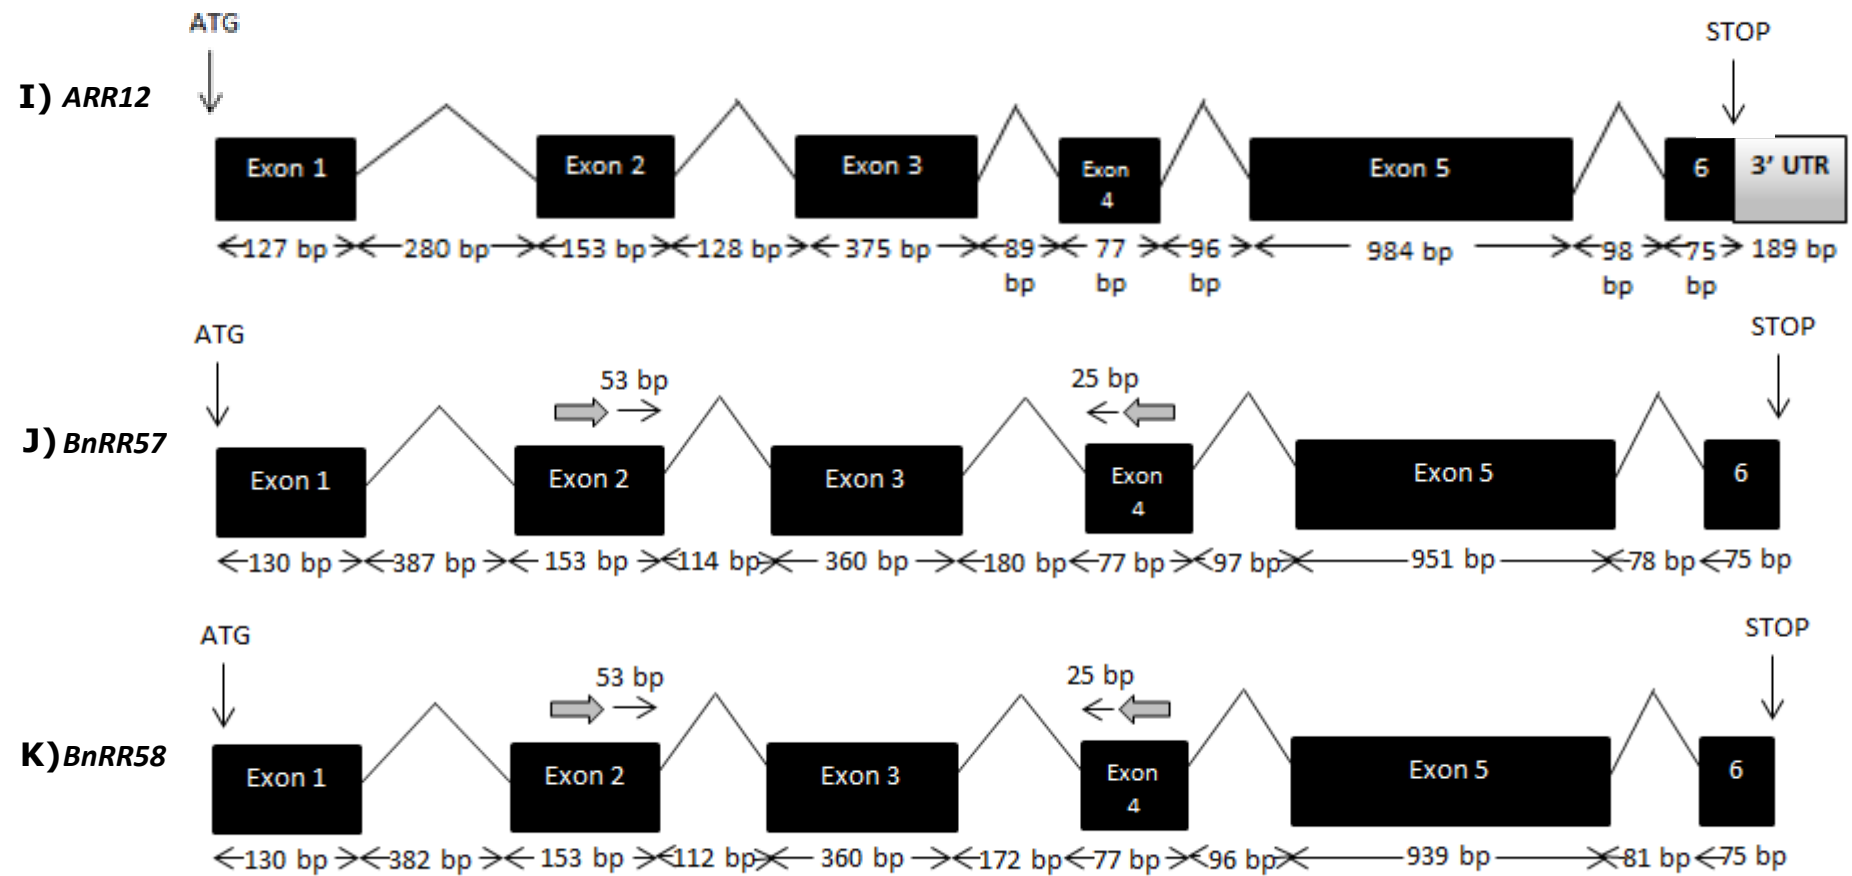 ATG
STOP
I) ARR12
Exon 1 Exon 2 Exon 3 Exon 4 Exon 5 6 3' UTR
127 bp 280 bp 153 bp 128 bp 375 bp 89 bp 77 bp 96 bp 984 bp 98 bp 75 bp 189 bp
ATG
STOP
53 bp 25 bp
J) BnRR57
Exon 1 Exon 2 Exon 3 Exon 4 Exon 5 6
130 bp 387 bp 153 bp 114 bp 360 bp 180 bp 77 bp 97 bp 951 bp 78 bp 75 bp
ATG
STOP
53 bp 25 bp
K) BnRR58
Exon 1 Exon 2 Exon 3 Exon 4 Exon 5 6
130 bp 382 bp 153 bp 112 bp 360 bp 172 bp 77 bp 96 bp 939 bp 81 bp 75 bp